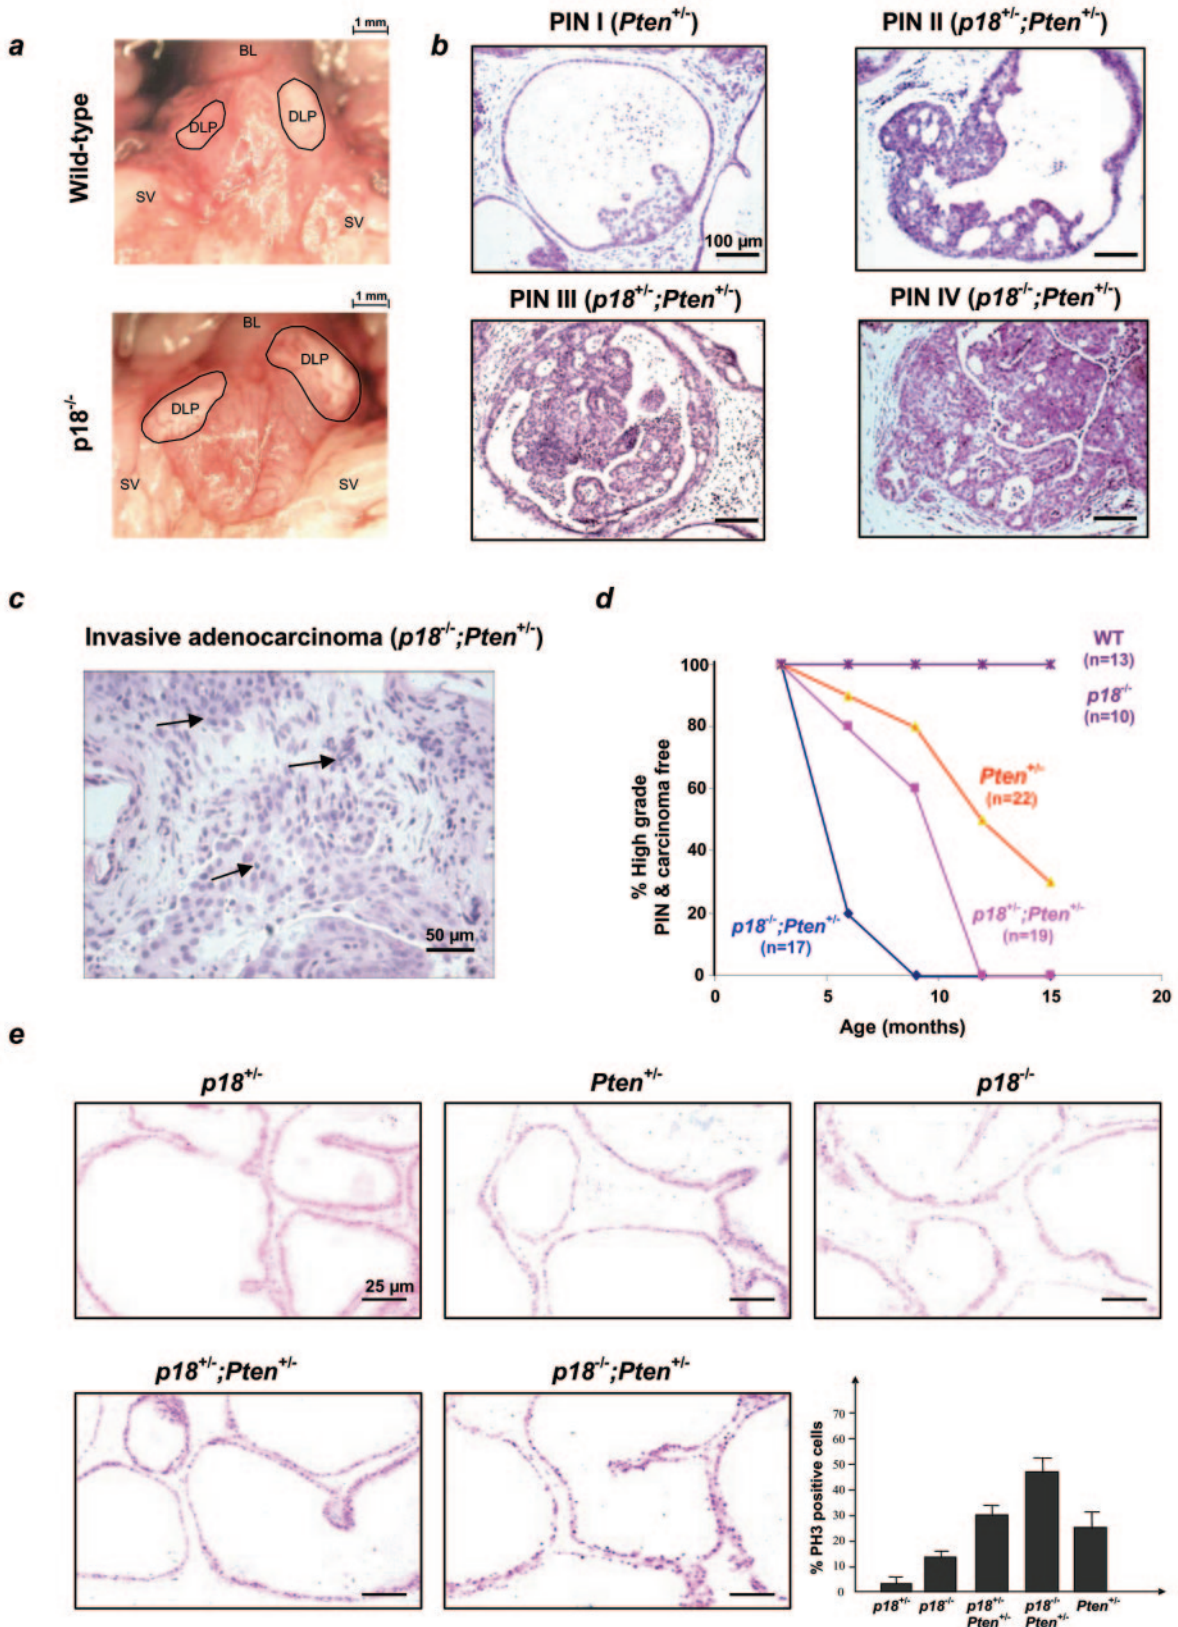 a
Wild-type
1 mm
BL
DLP
DLP
SV
SV
p18-/-
1 mm
BL
DLP
DLP
SV
SV
b
PIN I (Pten+/-)
100 µm
PIN II (p18+/-;Pten+/-)
PIN III (p18+/-;Pten+/-)
PIN IV (p18-/-;Pten+/-)
c
Invasive adenocarcinoma (p18-/-;Pten+/-)
50 µm
d
% High grade
PIN & carcinoma free
100
80
60
40
20
0
0 5 10 15 20
Age (months)
WT
(n=13)
p18-/-
(n=10)
Pten+/-
(n=22)
p18+/-;Pten+/-
(n=19)
p18-/-;Pten+/-
(n=17)
e
p18+/-
25 µm
Pten+/-
p18-/-
p18+/-;Pten+/-
p18-/-;Pten+/-
% PH3 positive cells
70
60
50
40
30
20
10
0
p18+/- p18-/- p18+/- p18-/- Pten+/-
Pten+/- Pten+/-